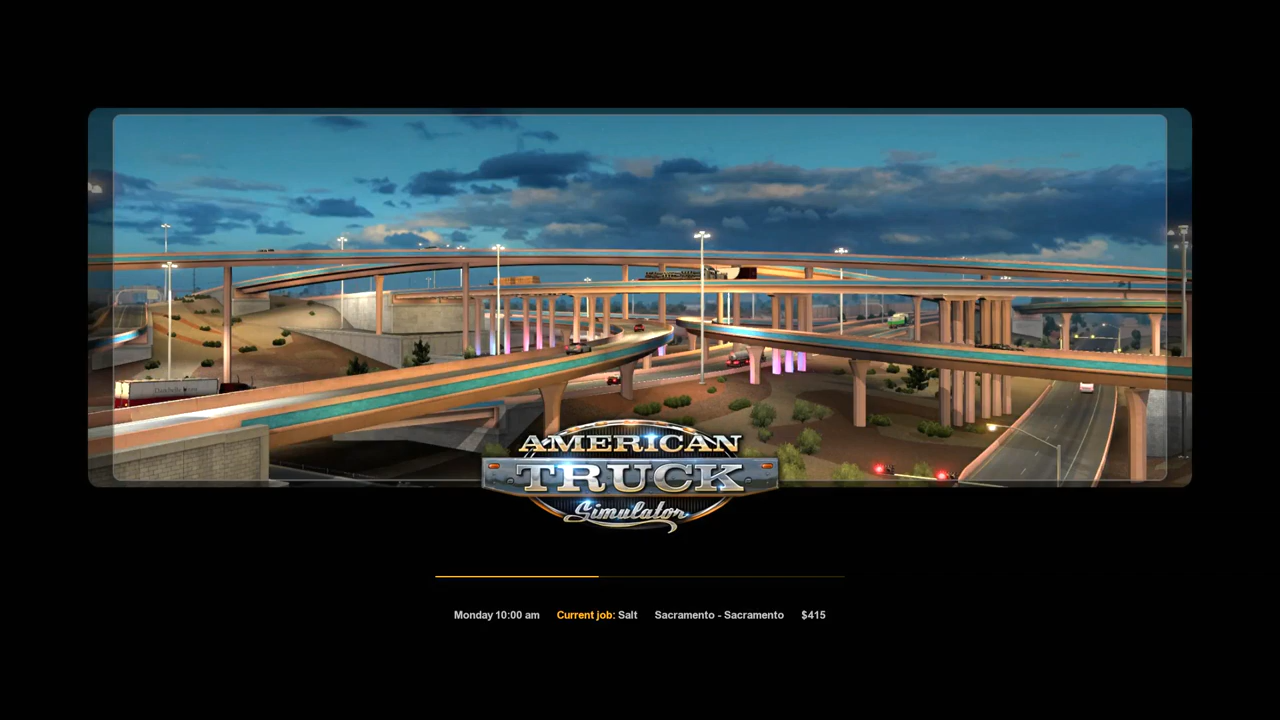 AMERICAN
TRUCK
Simulator
Monday 10:00 am Current job: Salt Sacramento - Sacramento $415